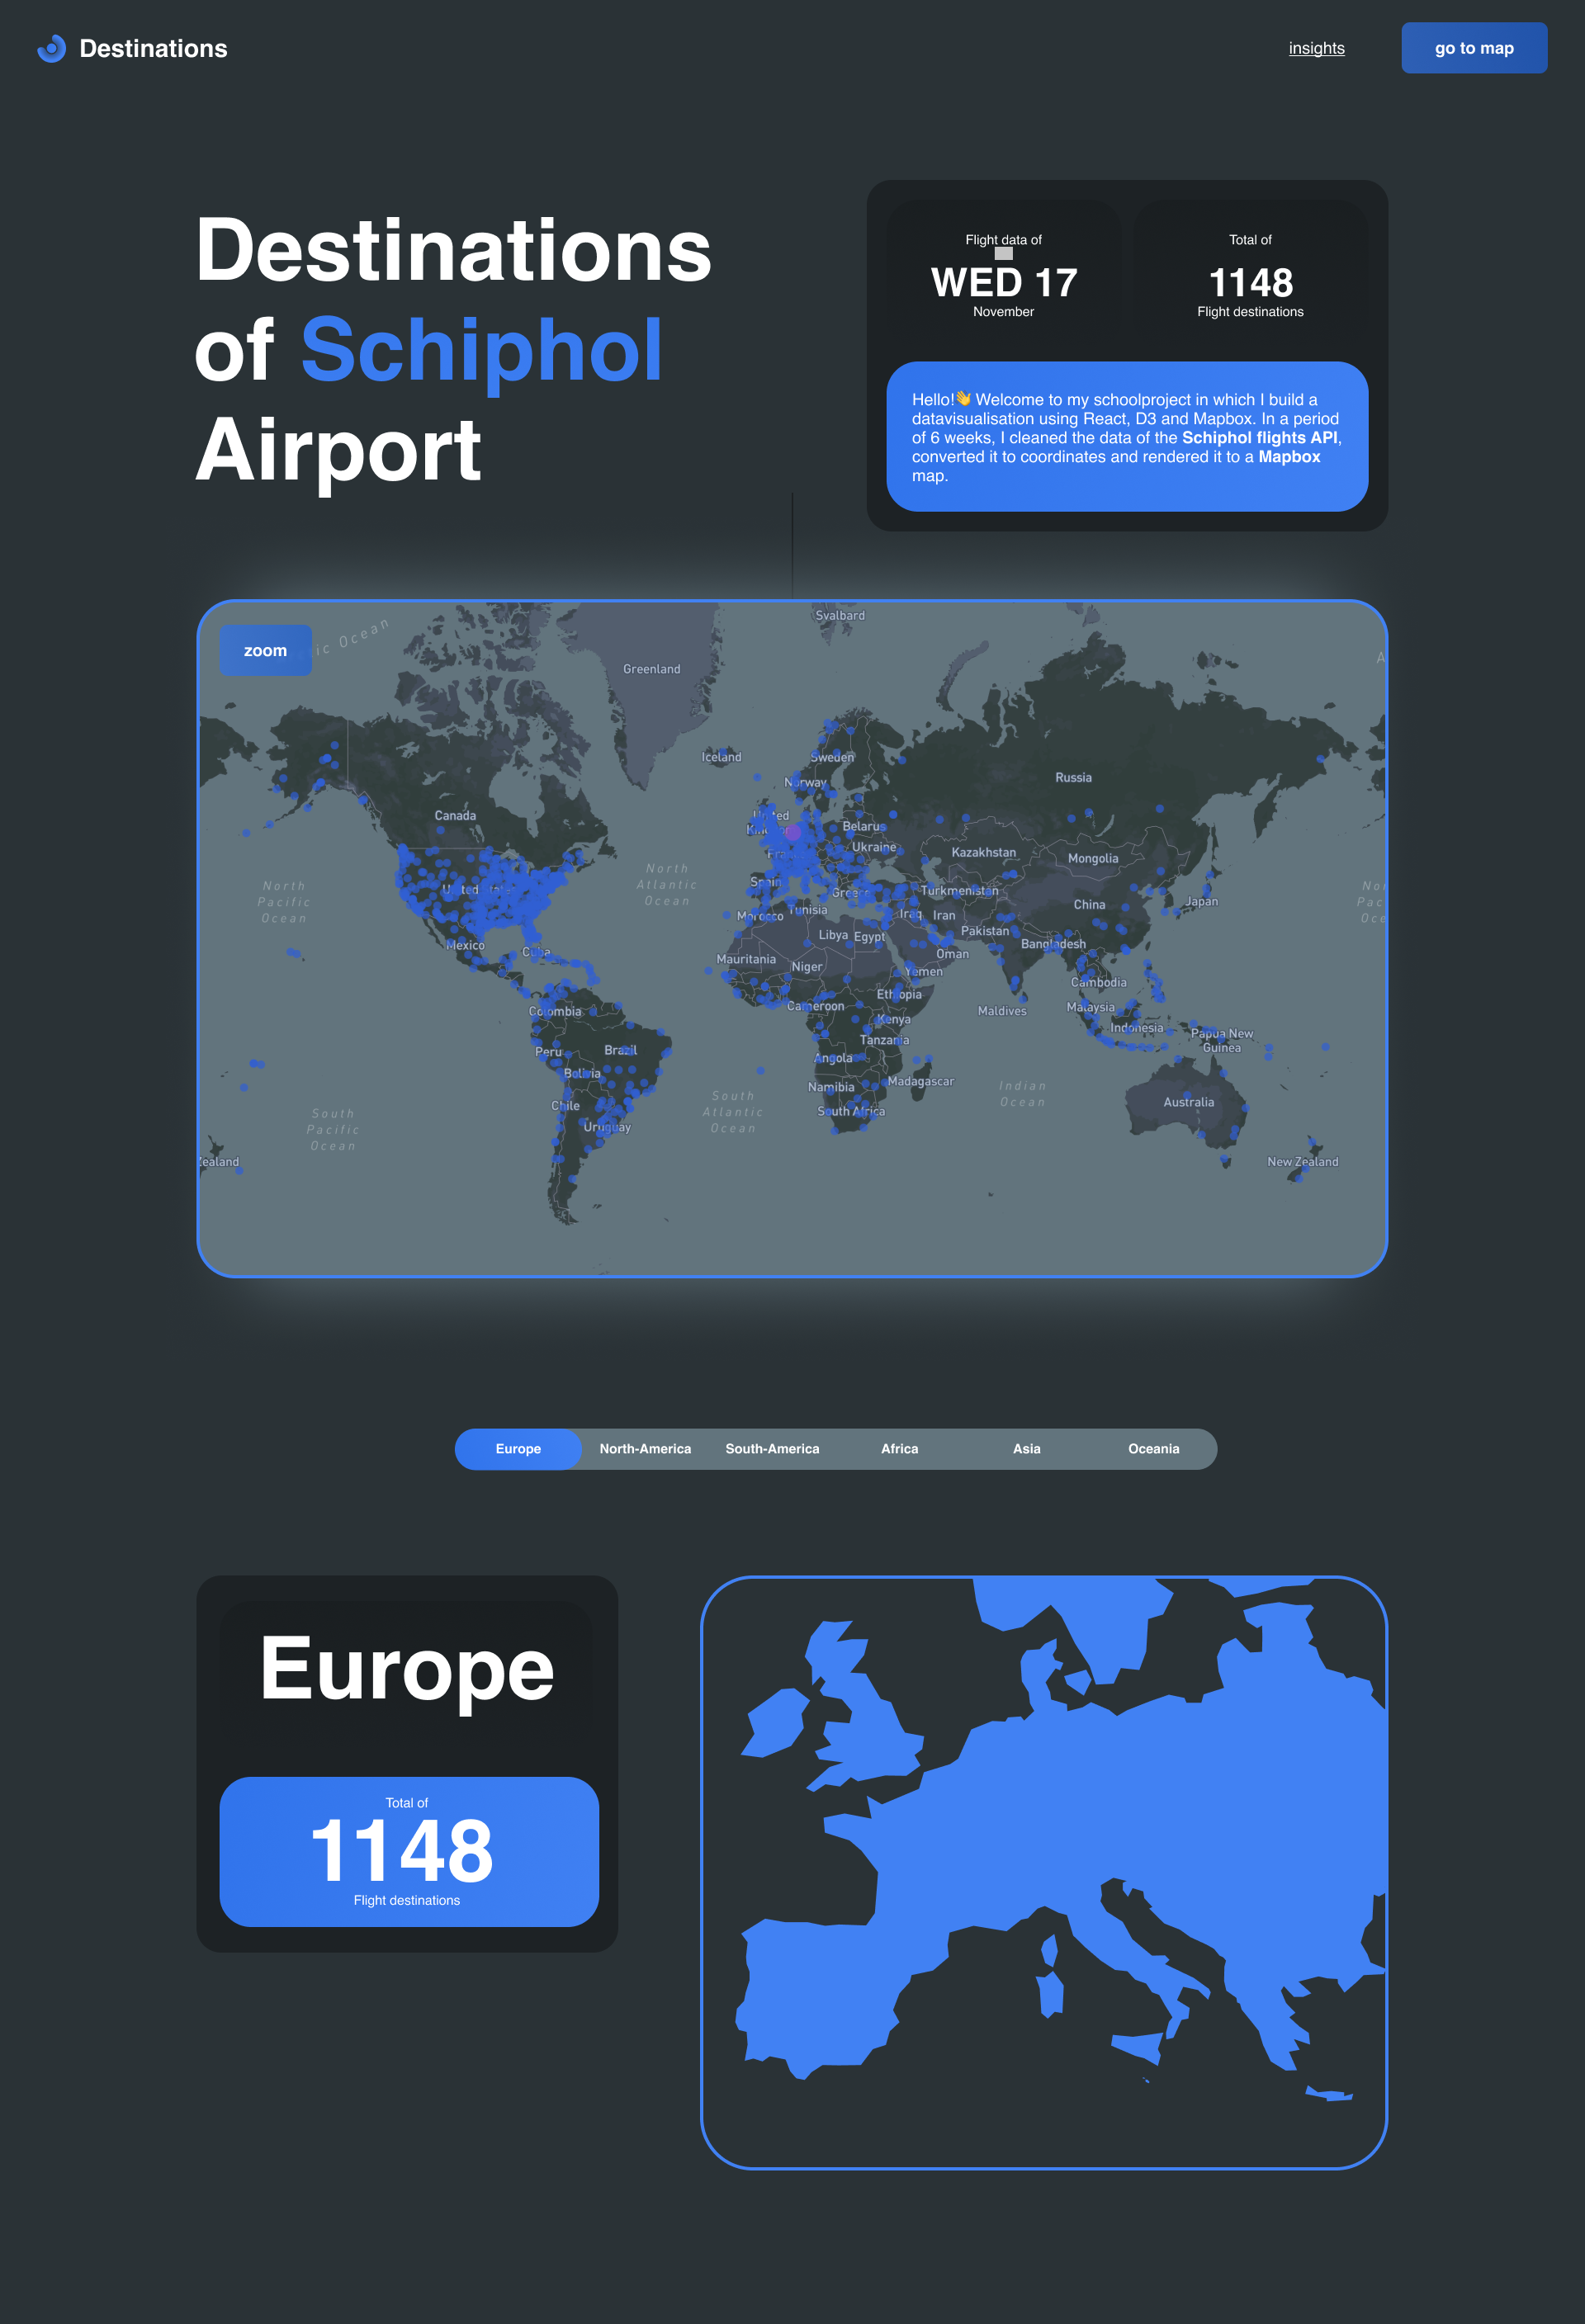 Destinations
insights
go to map
Destinations
of Schiphol
Airport
Flight data of
WED 17
November
Total of
1148
Flight destinations
Hello!👋 Welcome to my schoolproject in which I build a
datavisualisation using React, D3 and Mapbox. In a period
of 6 weeks, I cleaned the data of the Schiphol flights API,
converted it to coordinates and rendered it to a Mapbox
map.
zoom
ic Ocean
Svalbard
Greenland
Iceland
Sweden
Norway
Russia
Canada
United
Belarus
Ukraine
Kazakhstan
Mongolia
North
Atlantic
Ocean
North
Pacific
Ocean
United
Spain
Greece
Turkmenistan
China
Japan
Morocco
Tunisia
Iraq
Iran
Libya
Egypt
Pakistan
Mexico
Cuba
Bangladesh
Mauritania
Niger
Oman
Yemen
Cambodia
Ethiopia
Colombia
Cameroon
Maldives
Malaysia
Kenya
Indonesia
Papua New
Guinea
Tanzania
Peru
Brazil
Angola
Bolivia
Namibia
Madagascar
Indian
Ocean
South
Atlantic
Ocean
Chile
South Africa
Australia
South
Pacific
Ocean
Uruguay
Zealand
New Zealand
Europe
North-America
South-America
Africa
Asia
Oceania
Europe
Total of
1148
Flight destinations